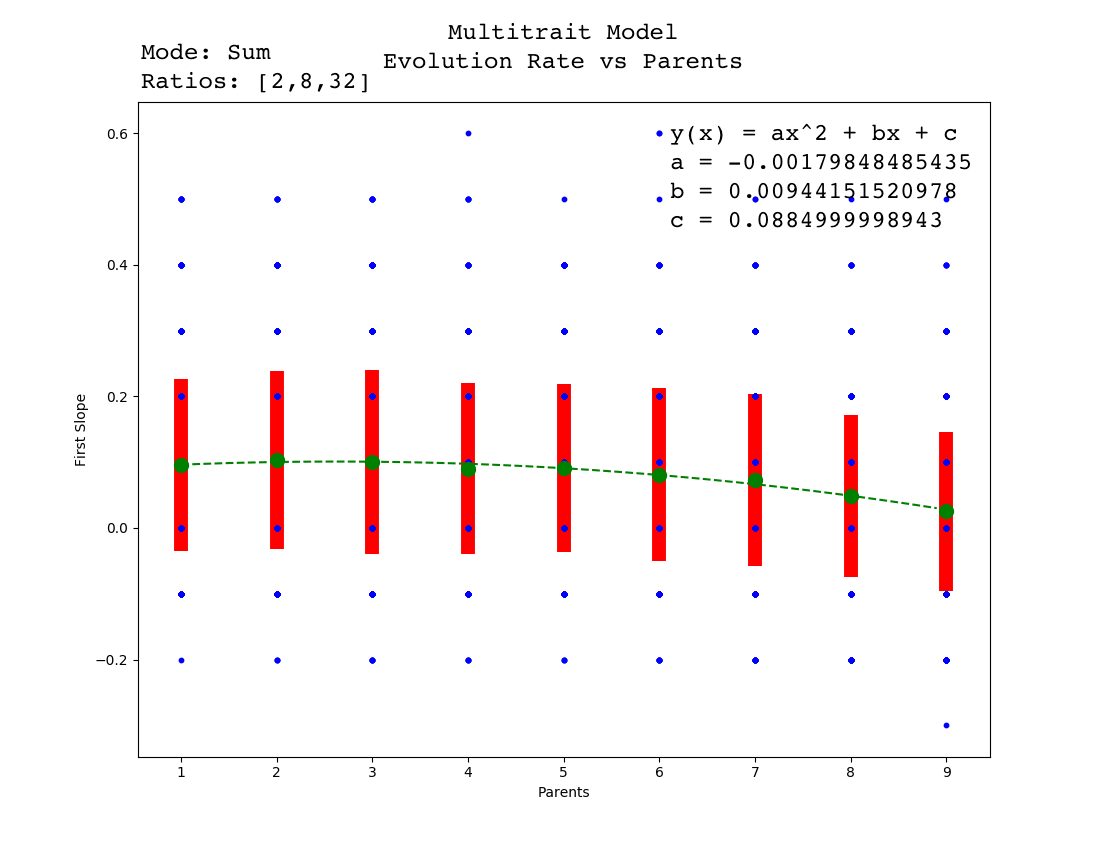 Multitrait Model
Evolution Rate vs Parents
Mode: Sum
Ratios: [2,8,32]
y(x) = ax^2 + bx + c
a = -0.00179848485435
b = 0.00944151520978
c = 0.0884999998943
First Slope
0.6
0.4
0.2
0.0
−0.2
1 2 3 4 5 6 7 8 9
Parents